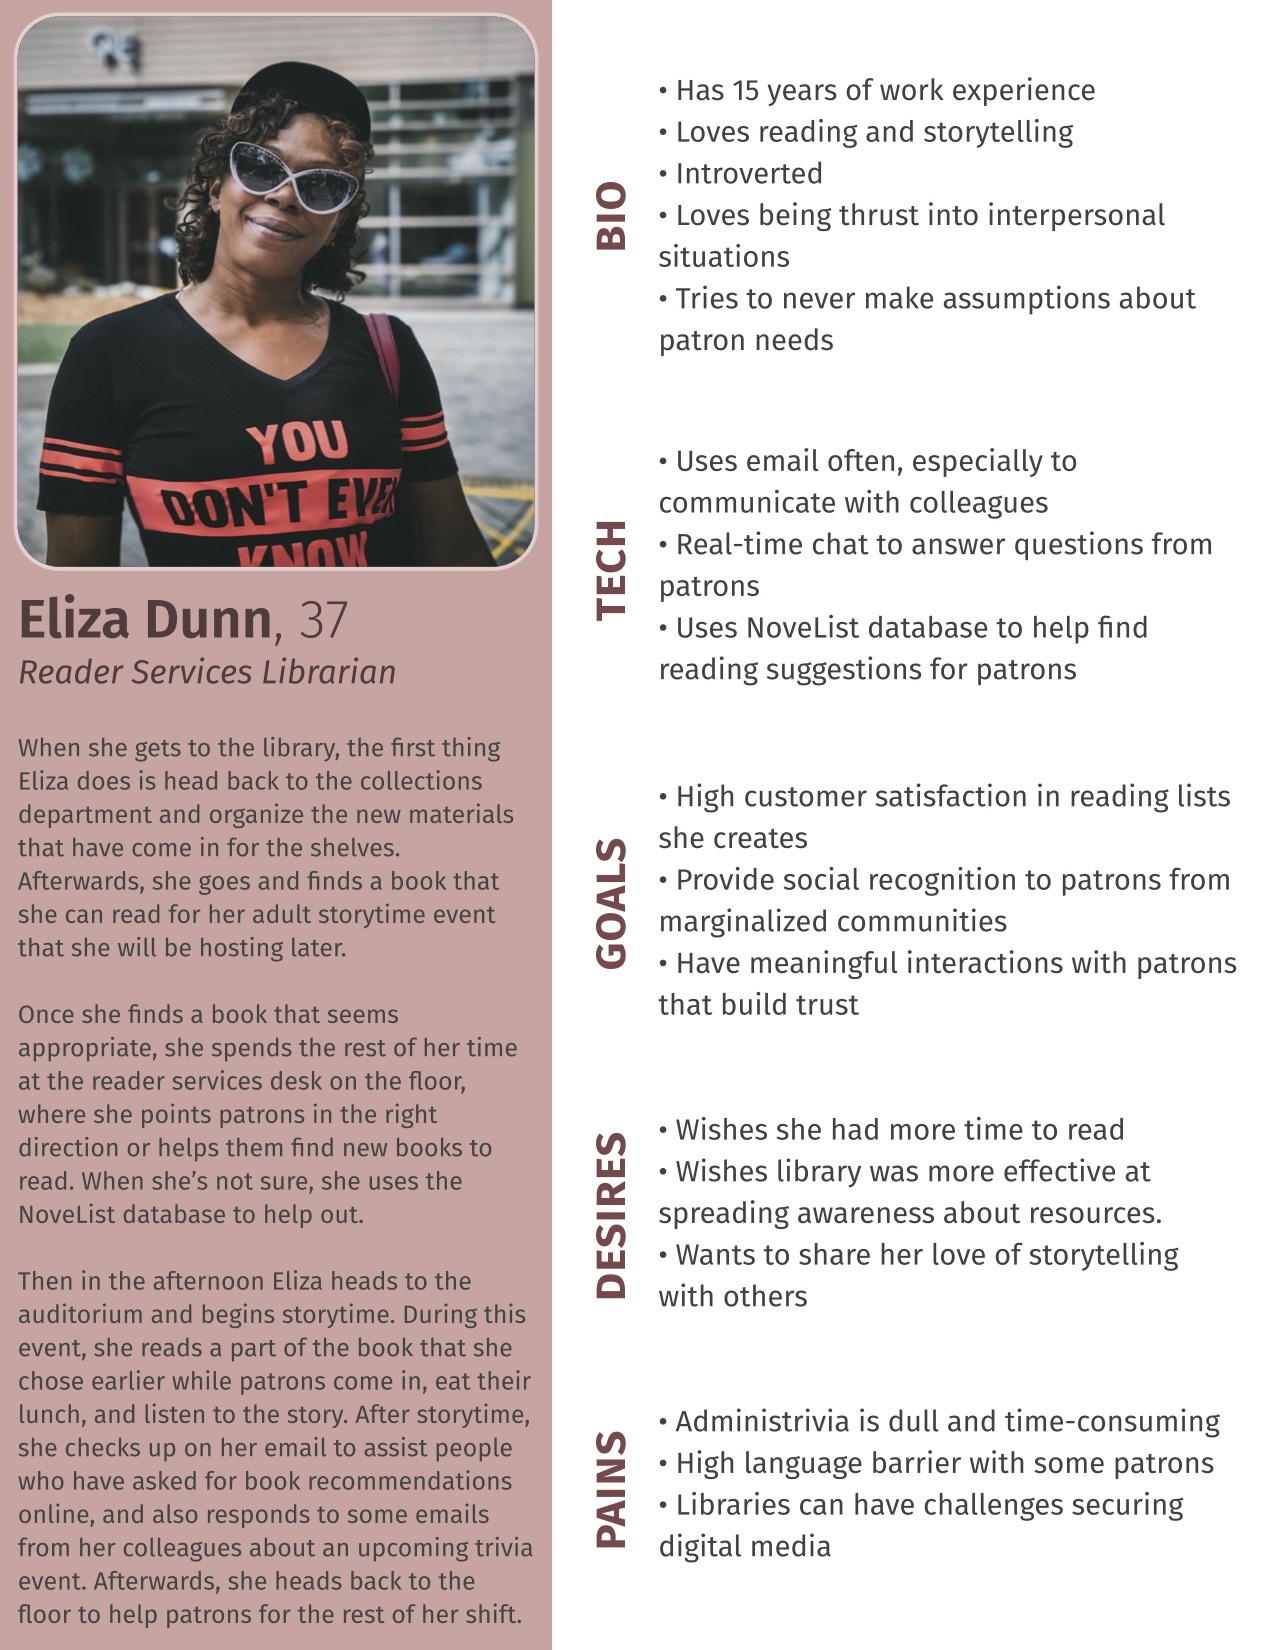 YOU
DON'T EVEN
KNOW
Eliza Dunn, 37
Reader Services Librarian
When she gets to the library, the first thing
Eliza does is head back to the collections
department and organize the new materials
that have come in for the shelves.
Afterwards, she goes and finds a book that
she can read for her adult storytime event
that she will be hosting later.
Once she finds a book that seems
appropriate, she spends the rest of her time
at the reader services desk on the floor,
where she points patrons in the right
direction or helps them find new books to
read. When she’s not sure, she uses the
NoveList database to help out.
Then in the afternoon Eliza heads to the
auditorium and begins storytime. During this
event, she reads a part of the book that she
chose earlier while patrons come in, eat their
lunch, and listen to the story. After storytime,
she checks up on her email to assist people
who have asked for book recommendations
online, and also responds to some emails
from her colleagues about an upcoming trivia
event. Afterwards, she heads back to the
floor to help patrons for the rest of her shift.
BIO
• Has 15 years of work experience
• Loves reading and storytelling
• Introverted
• Loves being thrust into interpersonal
situations
• Tries to never make assumptions about
patron needs
TECH
• Uses email often, especially to
communicate with colleagues
• Real-time chat to answer questions from
patrons
• Uses NoveList database to help find
reading suggestions for patrons
GOALS
• High customer satisfaction in reading lists
she creates
• Provide social recognition to patrons from
marginalized communities
• Have meaningful interactions with patrons
that build trust
DESIRES
• Wishes she had more time to read
• Wishes library was more effective at
spreading awareness about resources.
• Wants to share her love of storytelling
with others
PAINS
• Administrivia is dull and time-consuming
• High language barrier with some patrons
• Libraries can have challenges securing
digital media